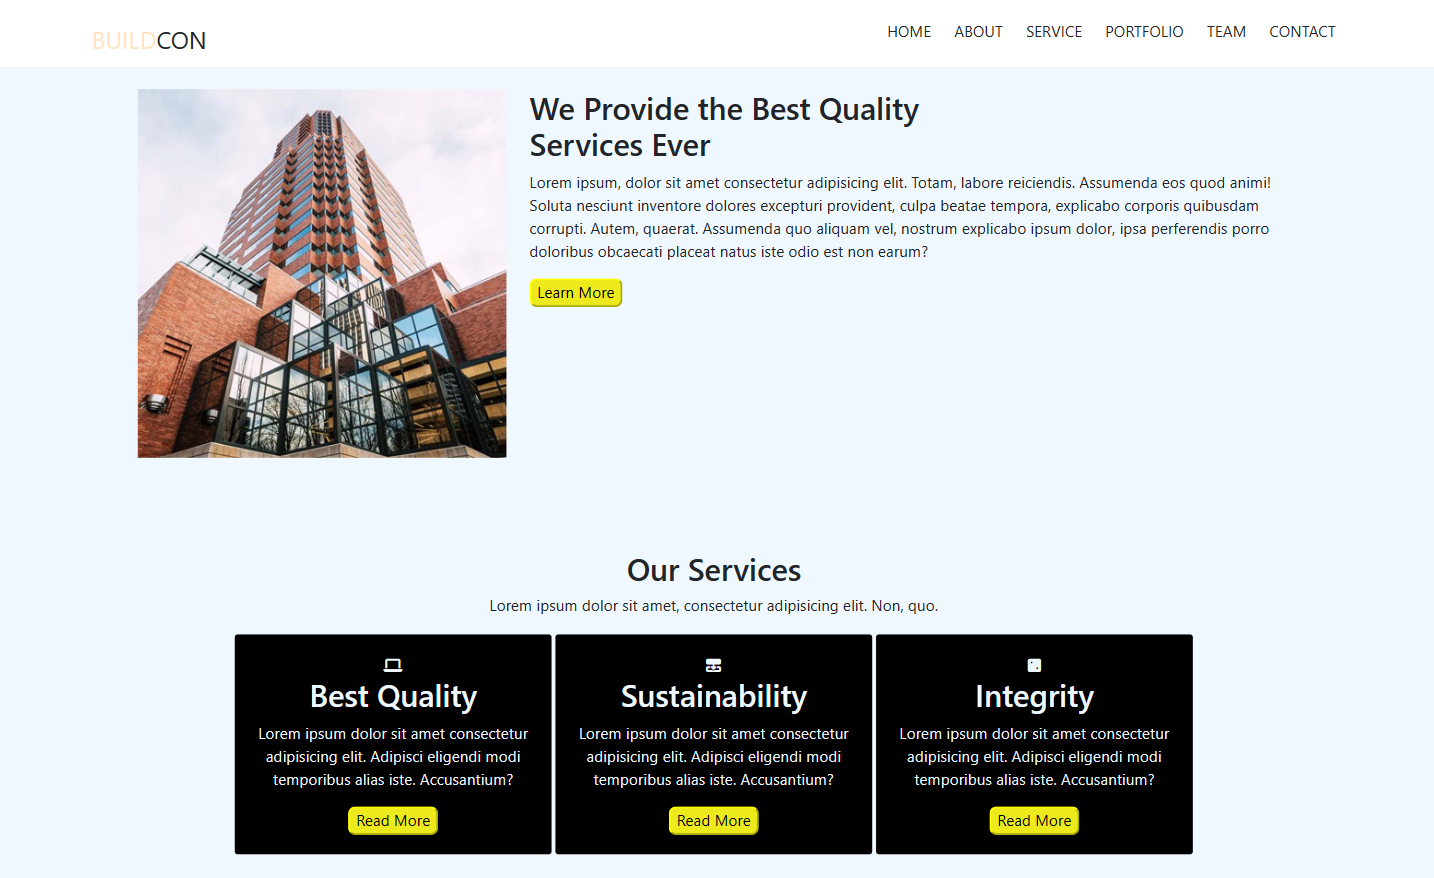 BUILDCON
HOME ABOUT SERVICE PORTFOLIO TEAM CONTACT
We Provide the Best Quality
Services Ever
Lorem ipsum, dolor sit amet consectetur adipisicing elit. Totam, labore reiciendis. Assumenda eos quod animi!
Soluta nesciunt inventore dolores excepturi provident, culpa beatae tempora, explicabo corporis quibusdam
corrupti. Autem, quaerat. Assumenda quo aliquam vel, nostrum explicabo ipsum dolor, ipsa perferendis porro
doloribus obcaecati placeat natus iste odio est non earum?
Learn More
Our Services
Lorem ipsum dolor sit amet, consectetur adipisicing elit. Non, quo.
Best Quality
Lorem ipsum dolor sit amet consectetur
adipisicing elit. Adipisci eligendi modi
temporibus alias iste. Accusantium?
Read More
Sustainability
Lorem ipsum dolor sit amet consectetur
adipisicing elit. Adipisci eligendi modi
temporibus alias iste. Accusantium?
Read More
Integrity
Lorem ipsum dolor sit amet consectetur
adipisicing elit. Adipisci eligendi modi
temporibus alias iste. Accusantium?
Read More